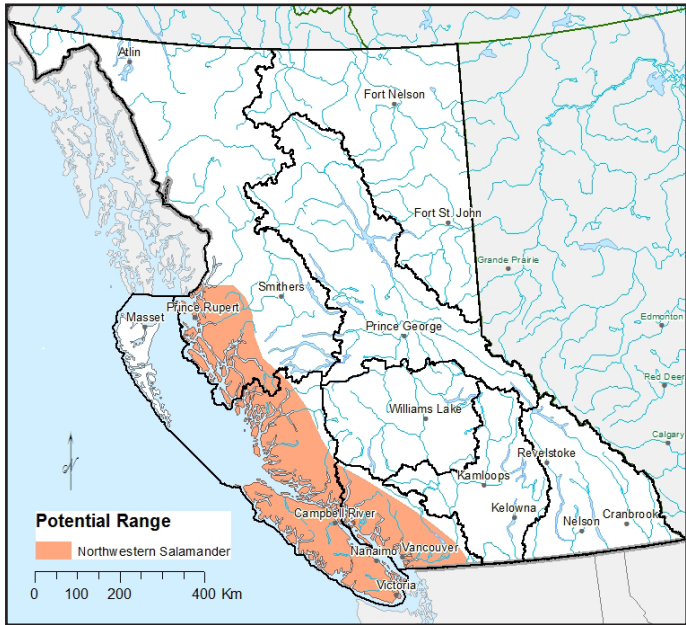 Atlin
Fort Nelson
Fort St. John
Grande Prairie
Smithers
Prince Rupert
Masset
Edmonton
Prince George
Red Deer
Williams Lake
Calgary
Revelstoke
Kamloops
N
Kelowna
Cranbrook
Nelson
Campbell River
Potential Range
Northwestern Salamander
Nanaimo
Vancouver
Victoria
0 100 200 400 Km